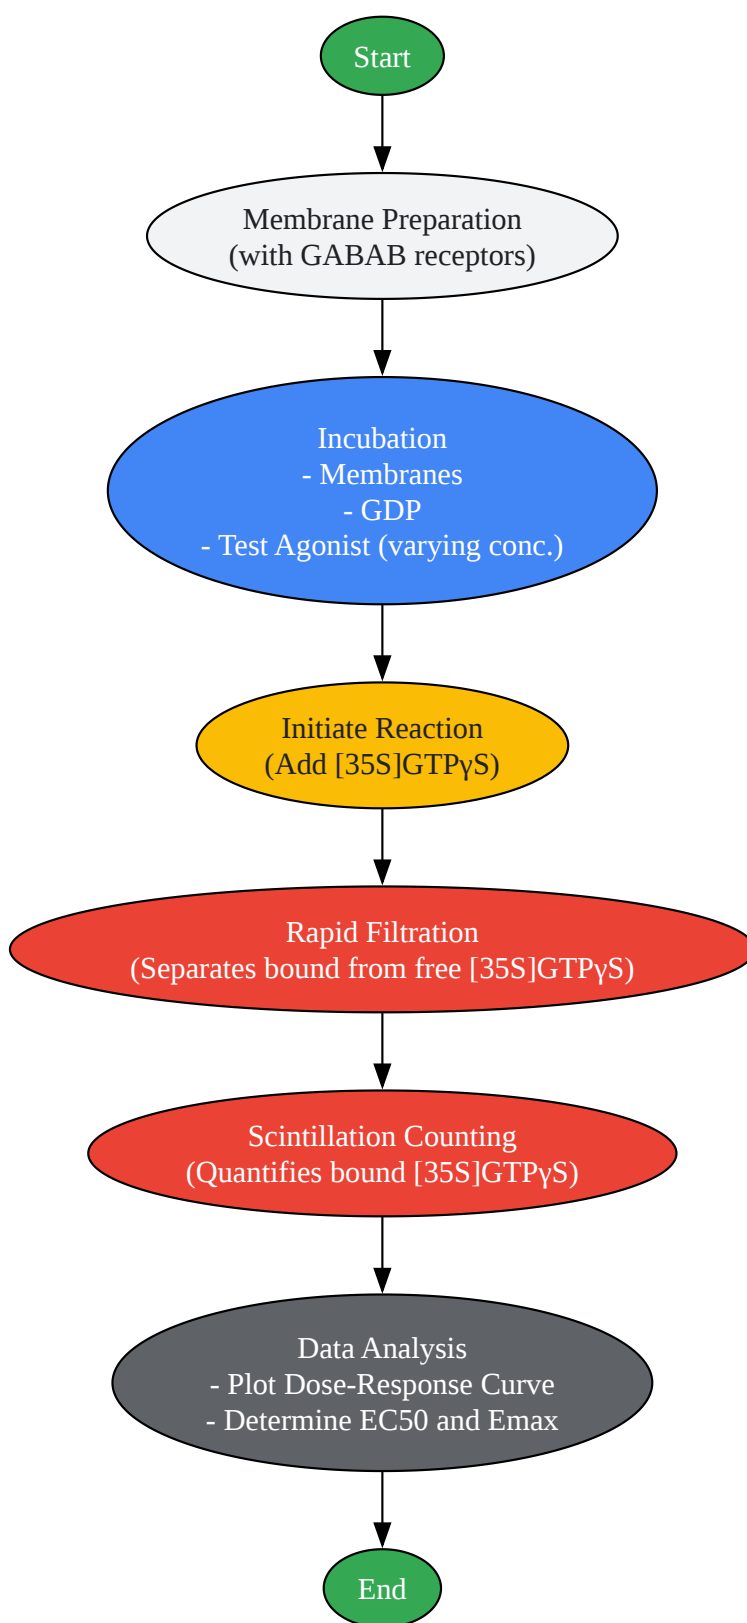 Start
Membrane Preparation
(with GABAB receptors)
Incubation
- Membranes
- GDP
- Test Agonist (varying conc.)
Initiate Reaction
(Add [35S]GTPγS)
Rapid Filtration
(Separates bound from free [35S]GTPγS)
Scintillation Counting
(Quantifies bound [35S]GTPγS)
Data Analysis
- Plot Dose-Response Curve
- Determine EC50 and Emax
End